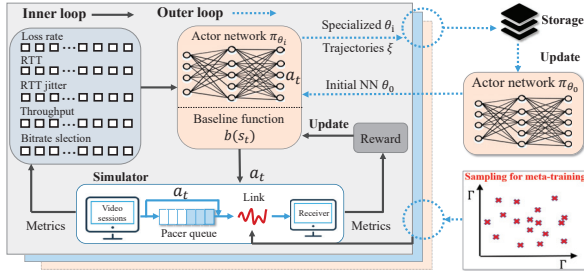 Inner loop
Outer loop
Loss rate
RTT
RTT jitter
Throughput
Bitrate slection
Actor network π_θi
a_t
Baseline function
b(s_t)
Update
Reward
Specialized θ_i
Trajectories ξ
Initial NN θ_0
Storage
Update
Actor network π_θ0
Simulator
a_t
Metrics
Video
sessions
a_t
Pacer queue
Link
Receiver
Metrics
Sampling for meta-training
Γ
Γ